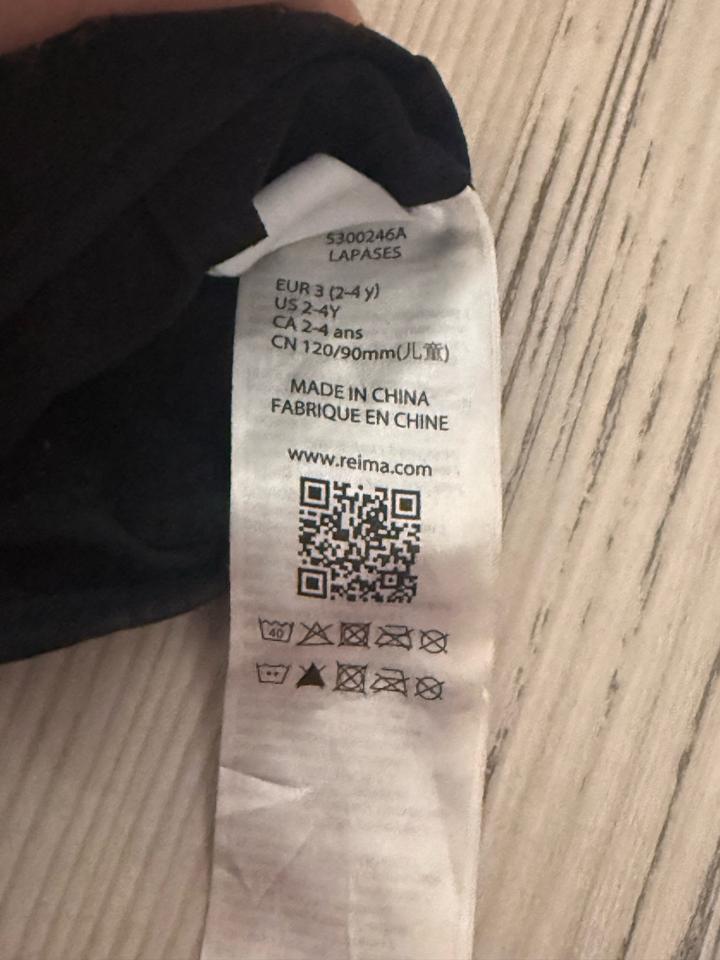 5300246A
LAPASES
EUR 3 (2-4 y)
US 2-4Y
CA 2-4 ans
CN 120/90mm(儿童)
MADE IN CHINA
FABRIQUE EN CHINE
www.reima.com
40